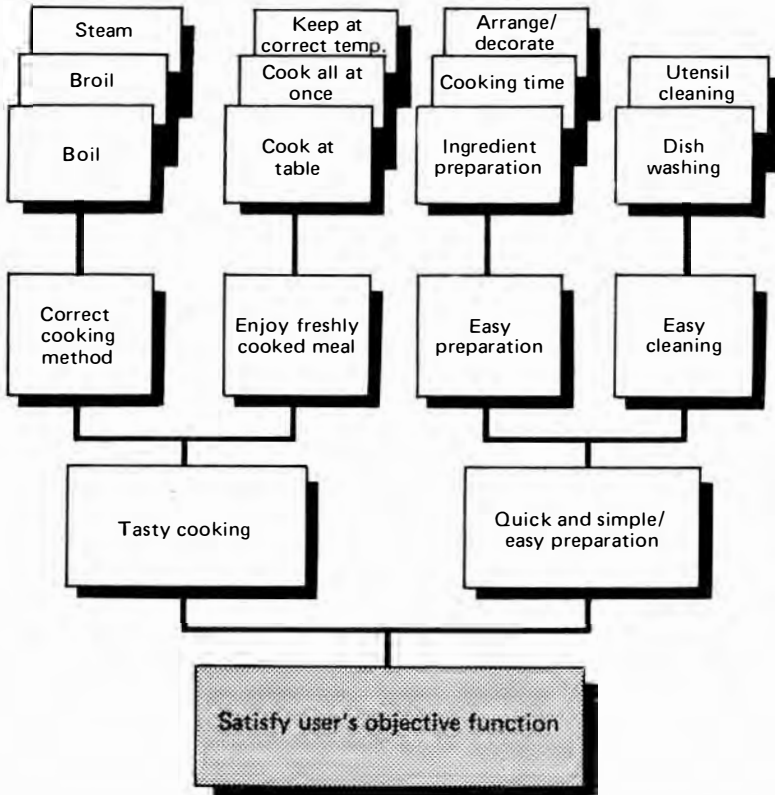 Steam
Broil
Boil
Keep at
correct temp.
Cook all at
once
Cook at
table
Arrange/
decorate
Cooking time
Ingredient
preparation
Utensil
cleaning
Dish
washing
Correct
cooking
method
Enjoy freshly
cooked meal
Easy
preparation
Easy
cleaning
Tasty cooking
Quick and simple/
easy preparation
Satisfy user's objective function